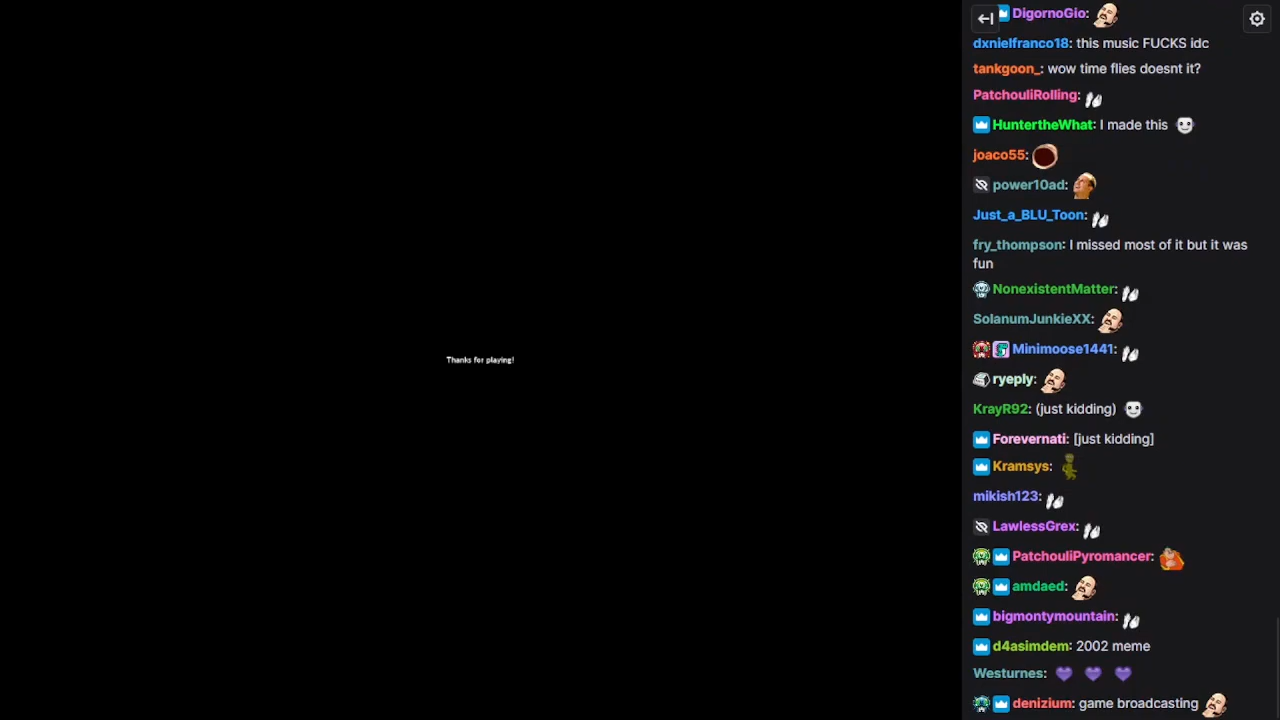 Thanks for playing!
DigornoGio:
dxnielfranco18: this music FUCKS idc
tankgoon_: wow time flies doesnt it?
PatchouliRolling:
HuntertheWhat: I made this
joaco55:
power10ad:
Just_a_BLU_Toon:
fry_thompson: I missed most of it but it was
fun
NonexistentMatter:
SolanumJunkieXX:
Minimoose1441:
ryeply:
KrayR92: (just kidding)
Forevernati: [just kidding]
Kramsys:
mikish123:
LawlessGrex:
PatchouliPyromancer:
amdaed:
bigmontymountain:
d4asimdem: 2002 meme
Westurnes:
denizium: game broadcasting